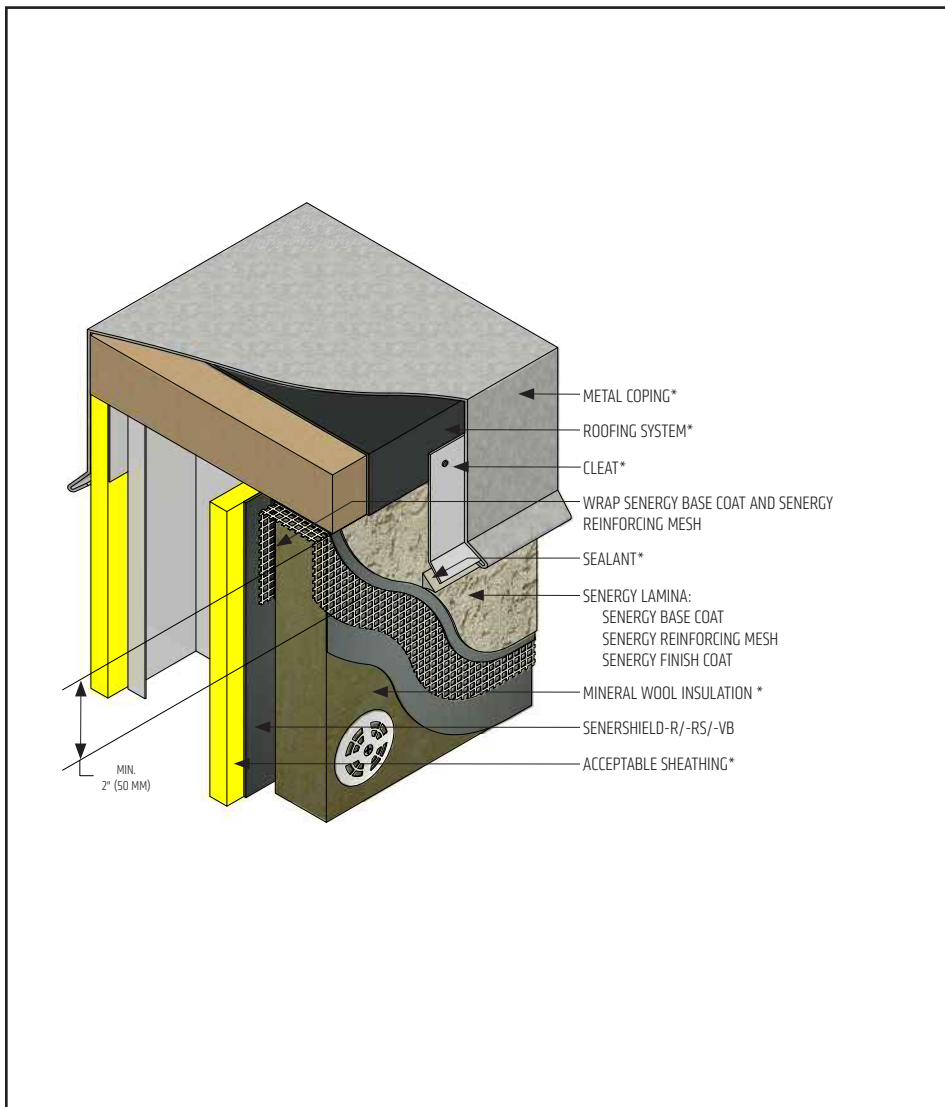 METAL COPING*
ROOFING SYSTEM*
CLEAT*
WRAP SENERGY BASE COAT AND SENERGY
REINFORCING MESH
SEALANT*
SENERGY LAMINA:
SENERGY BASE COAT
SENERGY REINFORCING MESH
SENERGY FINISH COAT
MINERAL WOOL INSULATION *
SENERSHIELD-R/-RS/-VB
ACCEPTABLE SHEATHING*
MIN.
2" (50 MM)